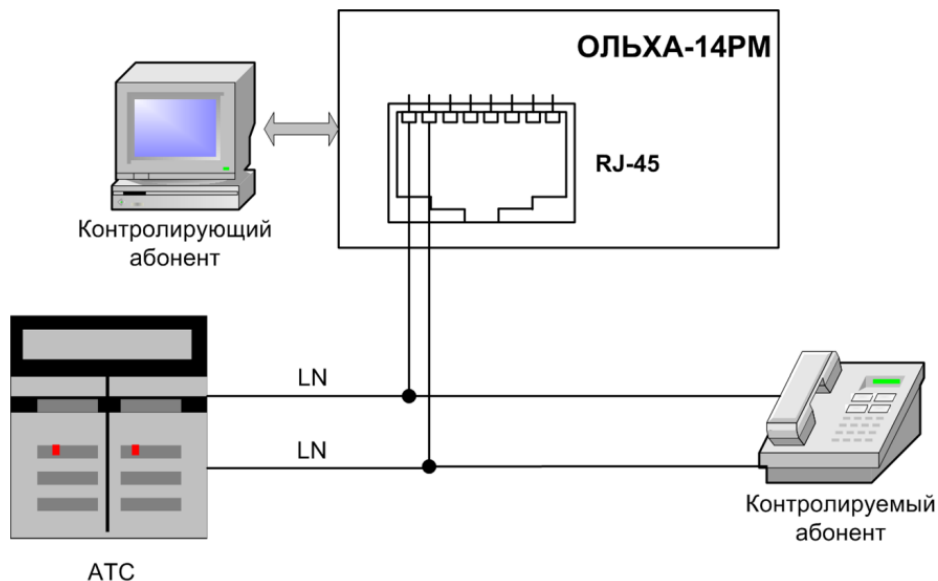 ОЛЬХА-14РМ
RJ-45
Контролирующий
абонент
LN
LN
Контролируемый
абонент
АТС